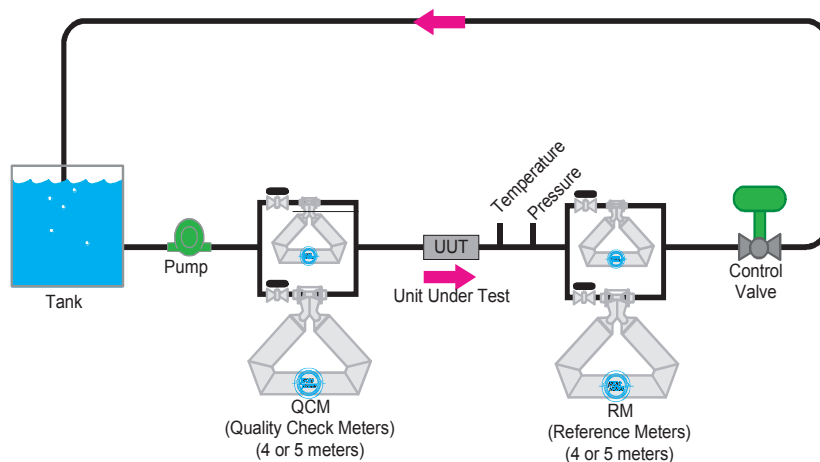 Temperature
Pressure
UUT
Pump
Unit Under Test
Control
Valve
Tank
QCM
(Quality Check Meters)
(4 or 5 meters)
RM
(Reference Meters)
(4 or 5 meters)